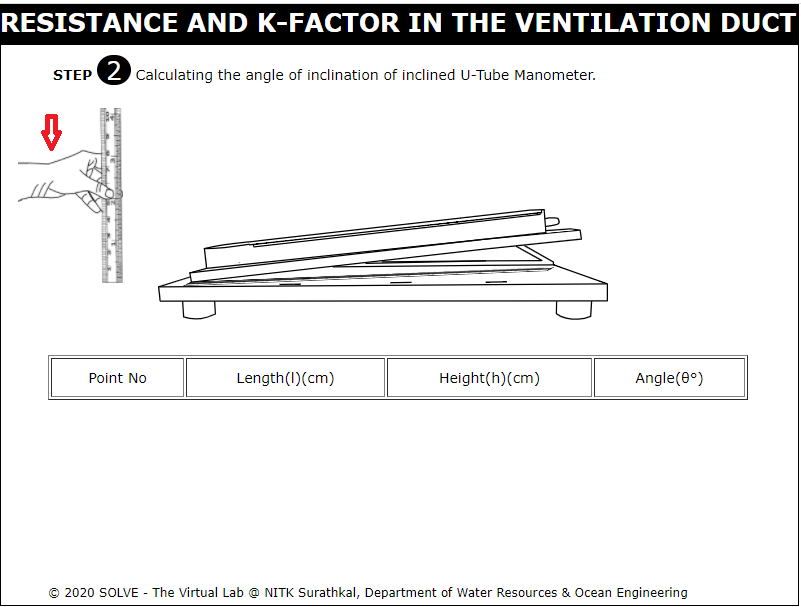 RESISTANCE AND K-FACTOR IN THE VENTILATION DUCT
STEP 2 Calculating the angle of inclination of inclined U-Tube Manometer.
Point No Length(l)(cm) Height(h)(cm) Angle(θ°)
© 2020 SOLVE - The Virtual Lab @ NITK Surathkal, Department of Water Resources & Ocean Engineering